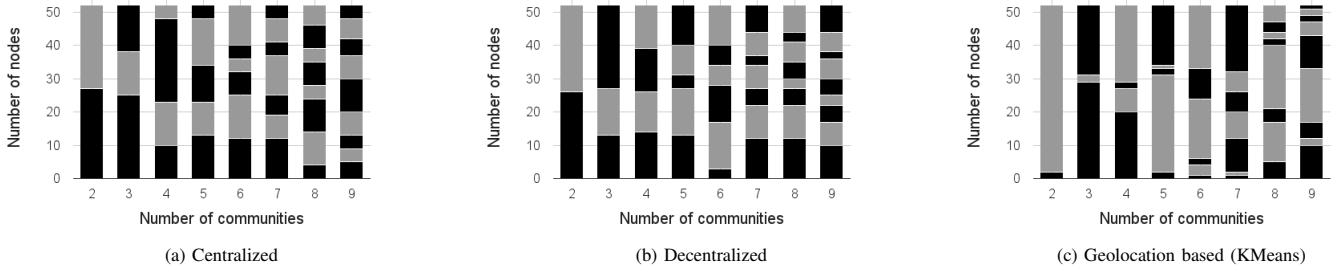 Number of nodes
50
40
30
20
10
0
2 3 4 5 6 7 8 9
Number of communities
(a) Centralized
Number of nodes
50
40
30
20
10
0
2 3 4 5 6 7 8 9
Number of communities
(b) Decentralized
Number of nodes
50
40
30
20
10
0
2 3 4 5 6 7 8 9
Number of communities
(c) Geolocation based (KMeans)